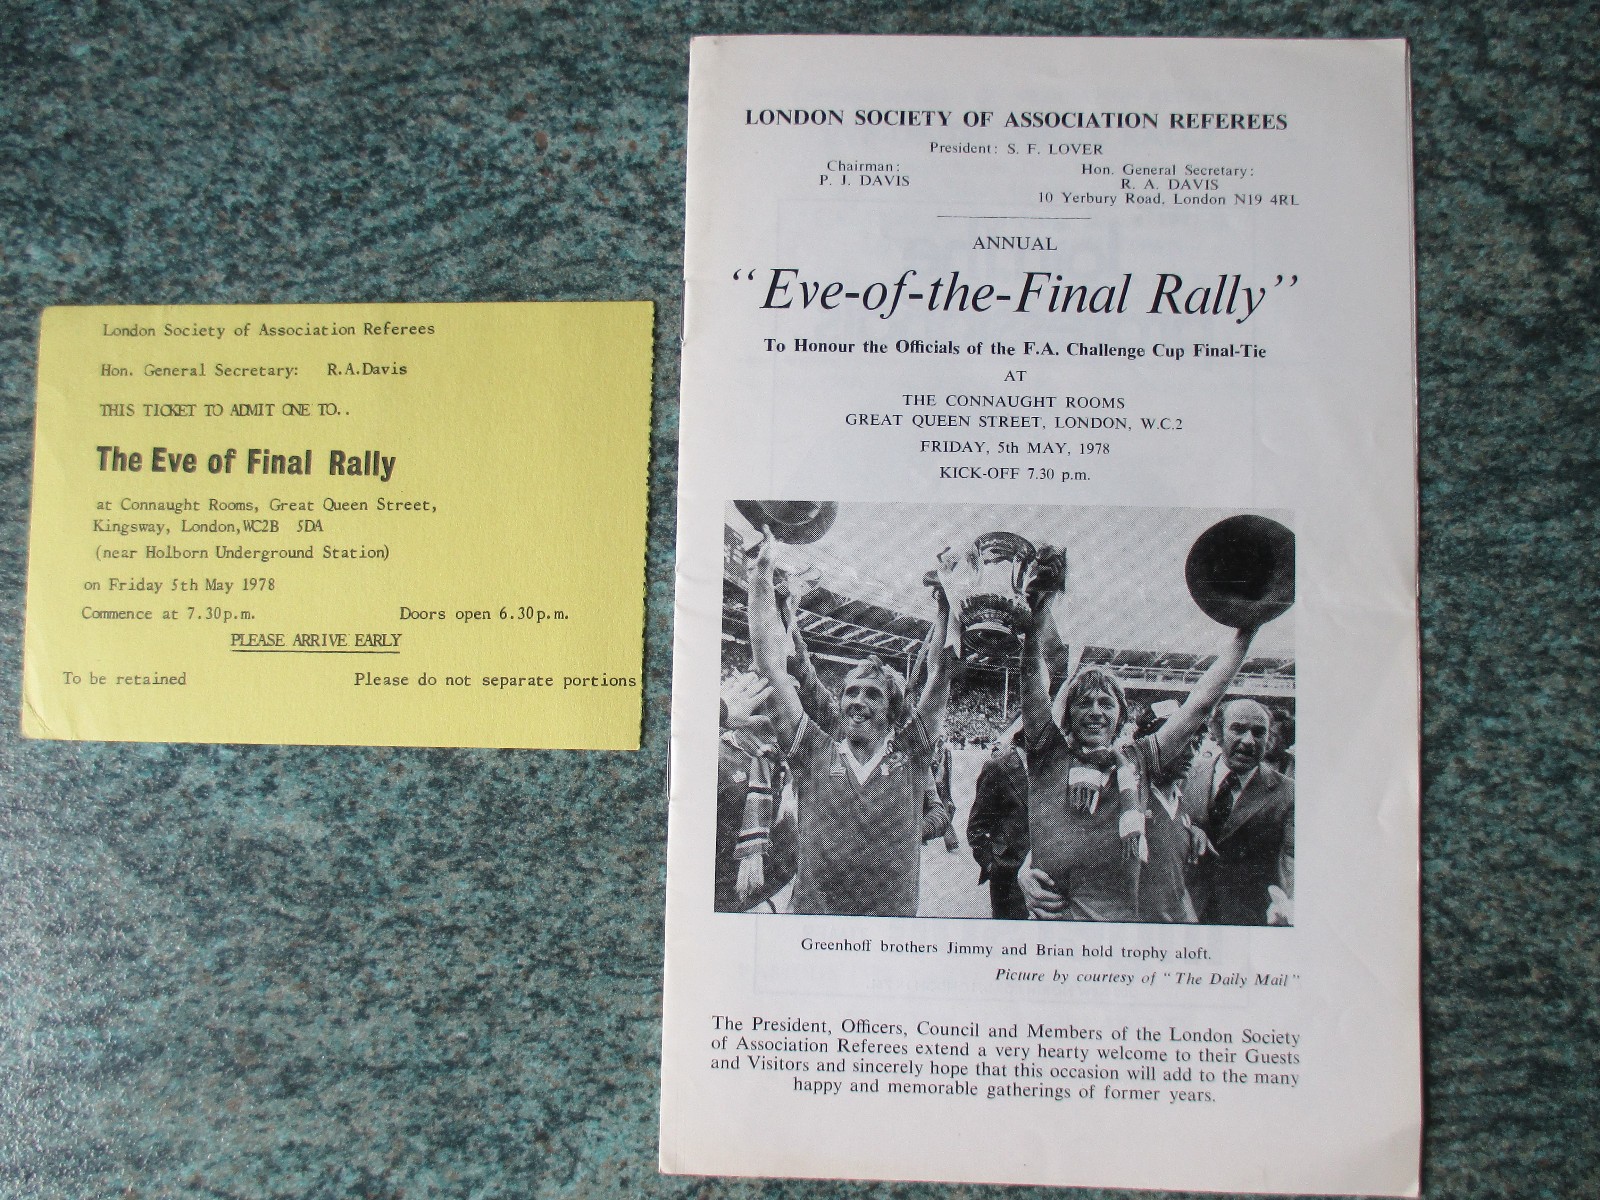 London Society of Association Referees
Hon. General Secretary: R.A.Davis
THIS TICKET TO ADMIT ONE TO..
The Eve of Final Rally
at Connaught Rooms, Great Queen Street,
Kingsway, London, WC2B 5DA
(near Holborn Underground Station)
on Friday 5th May 1978
Commence at 7.30p.m. Doors open 6.30p.m.
PLEASE ARRIVE EARLY
To be retained Please do not separate portions
LONDON SOCIETY OF ASSOCIATION REFEREES
President: S. F. LOVER
Chairman:
P. J. DAVIS
Hon. General Secretary:
R. A. DAVIS
10 Yerbury Road, London N19 4RL
ANNUAL
“Eve-of-the-Final Rally”
To Honour the Officials of the F.A. Challenge Cup Final-Tie
AT
THE CONNAUGHT ROOMS
GREAT QUEEN STREET, LONDON, W.C.2
FRIDAY, 5th MAY, 1978
KICK-OFF 7.30 p.m.
Greenhoff brothers Jimmy and Brian hold trophy aloft.
Picture by courtesy of “The Daily Mail”
The President, Officers, Council and Members of the London Society
of Association Referees extend a very hearty welcome to their Guests
and Visitors and sincerely hope that this occasion will add to the many
happy and memorable gatherings of former years.